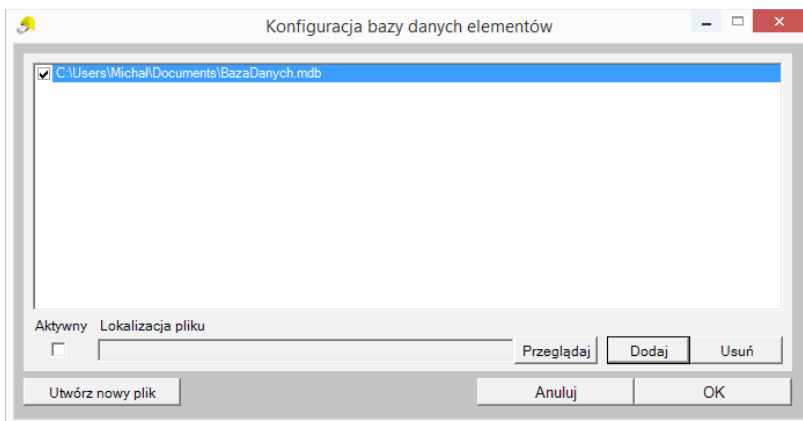 Konfiguracja bazy danych elementów
C:\Users\Michał\Documents\BazaDanych.mdb
Aktywny Lokalizacja pliku
Przeglądaj Dodaj Usuń
Utwórz nowy plik Anuluj OK